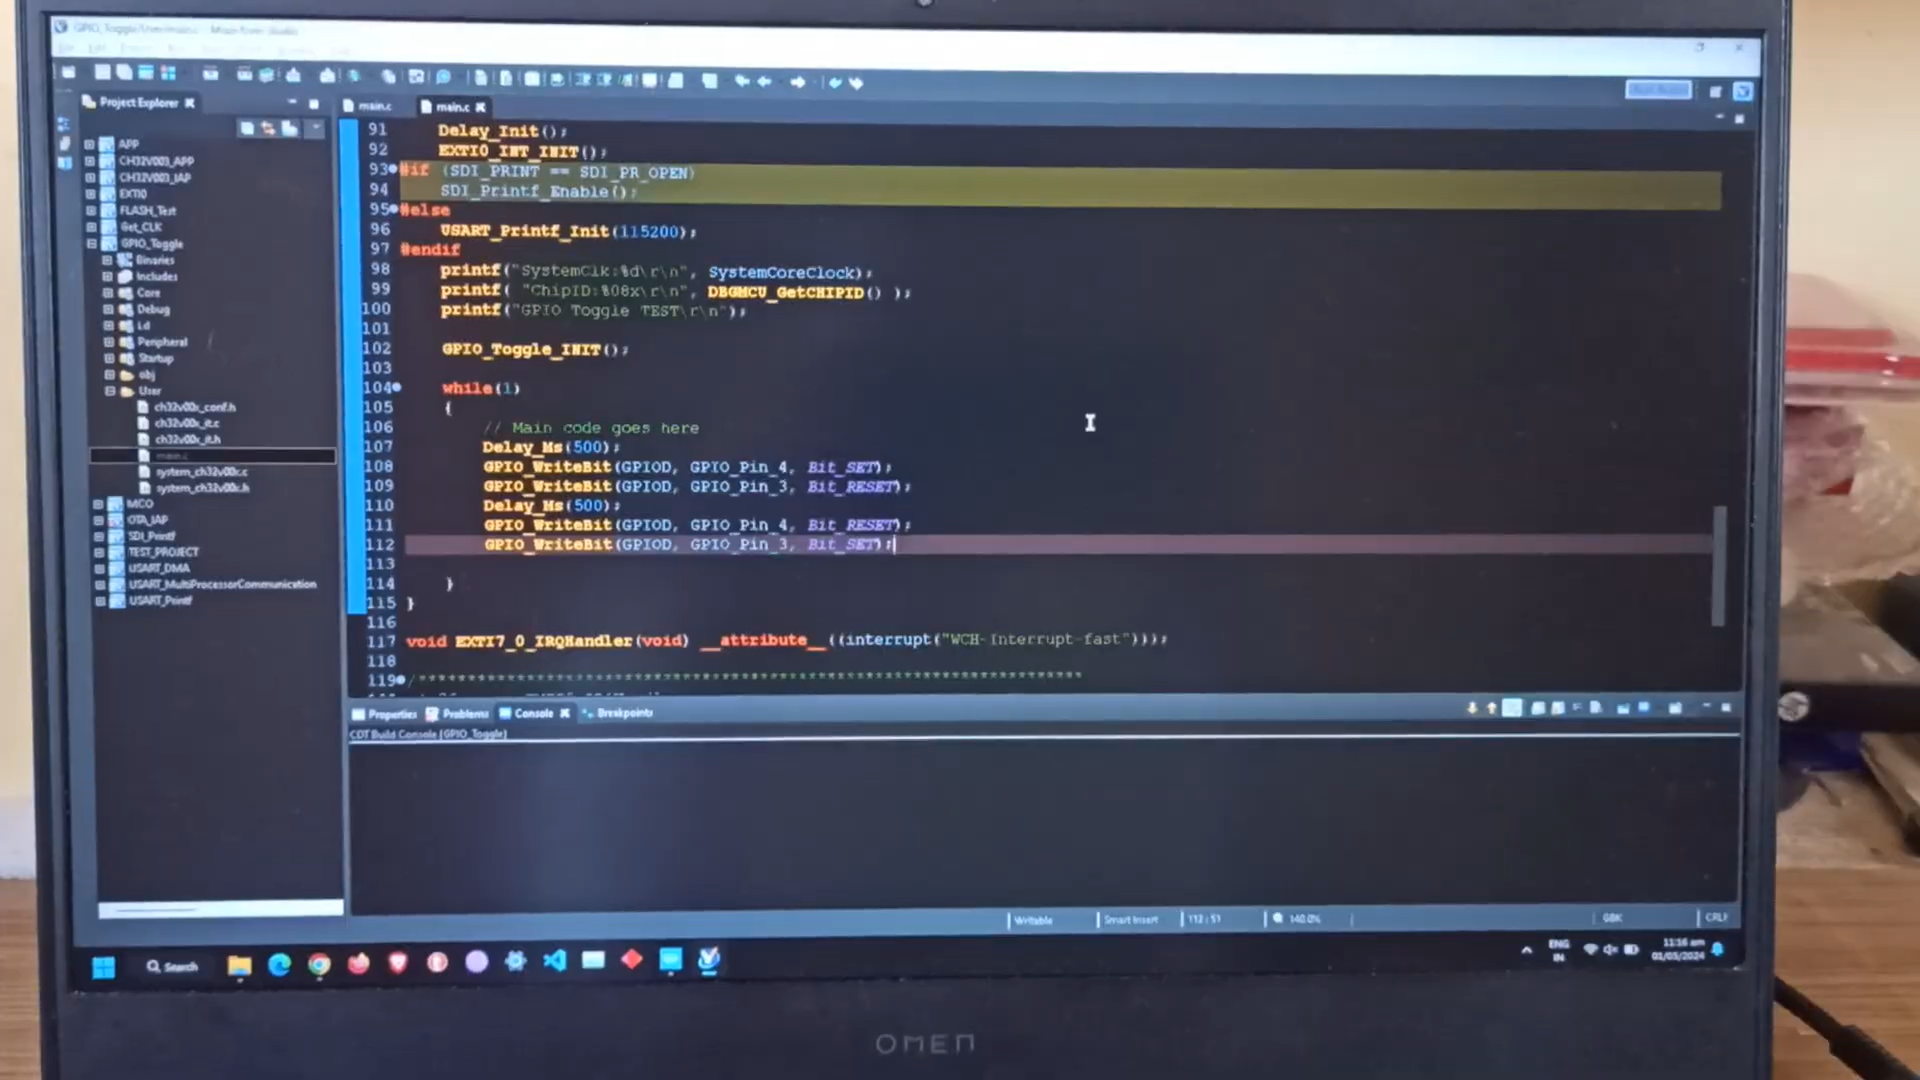 GPIO_Toggle/User/main.c - MounRiver Studio
Project Explorer
APP
CH32V003_APP
CH32V003_IAP
EXTI0
FLASH_Test
Get_CLK
GPIO_Toggle
Binaries
Includes
Core
Debug
Ld
Peripheral
Startup
obj
User
ch32v00x_conf.h
ch32v00x_it.c
ch32v00x_it.h
main.c
system_ch32v00x.c
system_ch32v00x.h
MCO
OTA_IAP
SDI_Printf
TEST_PROJECT
USART_DMA
USART_MultiProcessorCommunication
USART_Printf
main.c
main.c
91 Delay_Init();
92 EXTI0_INT_INIT();
93 #if (SDI_PRINT == SDI_PR_OPEN)
94 SDI_Printf_Enable();
95 #else
96 USART_Printf_Init(115200);
97 #endif
98 printf("SystemClk:%d\r\n", SystemCoreClock);
99 printf( "ChipID:%08x\r\n", DBGMCU_GetCHIPID() );
100 printf("GPIO Toggle TEST\r\n");
101
102 GPIO_Toggle_INIT();
103
104 while(1)
105 {
106 // Main code goes here
107 Delay_Ms(500);
108 GPIO_WriteBit(GPIOD, GPIO_Pin_4, Bit_SET);
109 GPIO_WriteBit(GPIOD, GPIO_Pin_3, Bit_RESET);
110 Delay_Ms(500);
111 GPIO_WriteBit(GPIOD, GPIO_Pin_4, Bit_RESET);
112 GPIO_WriteBit(GPIOD, GPIO_Pin_3, Bit_SET);
113
114 }
115 }
116
117 void EXTI7_0_IRQHandler(void) __attribute__((interrupt("WCH-Interrupt-fast")));
118
119 /*********************************************************************
Properties Problems Console Breakpoints
CDT Build Console [GPIO_Toggle]
Writable Smart Insert 112 : 51 140.0% GBK CRLF
Search
ENG
IN
11:16 am
01/05/2024
OMEN
hp